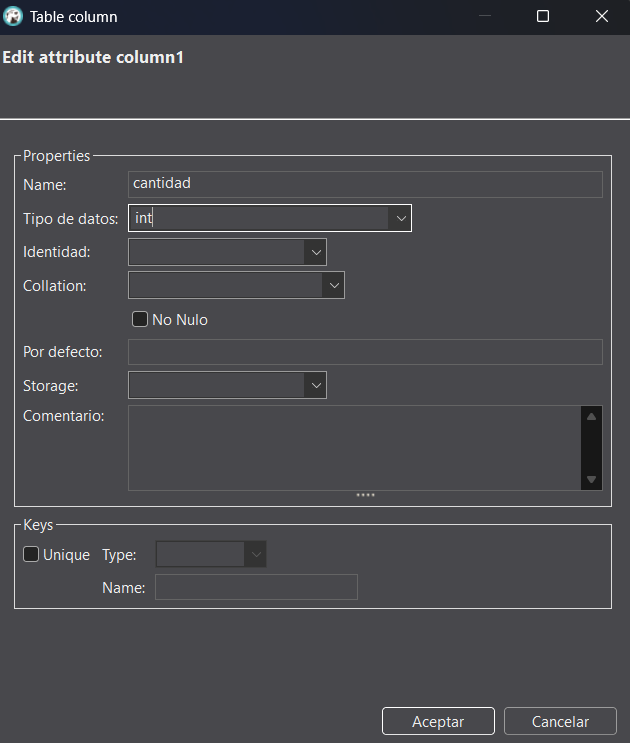 Table column
Edit attribute column1
Properties
Name: cantidad
Tipo de datos: int
Identidad:
Collation:
No Nulo
Por defecto:
Storage:
Comentario:
Keys
Unique Type:
Name:
Aceptar Cancelar